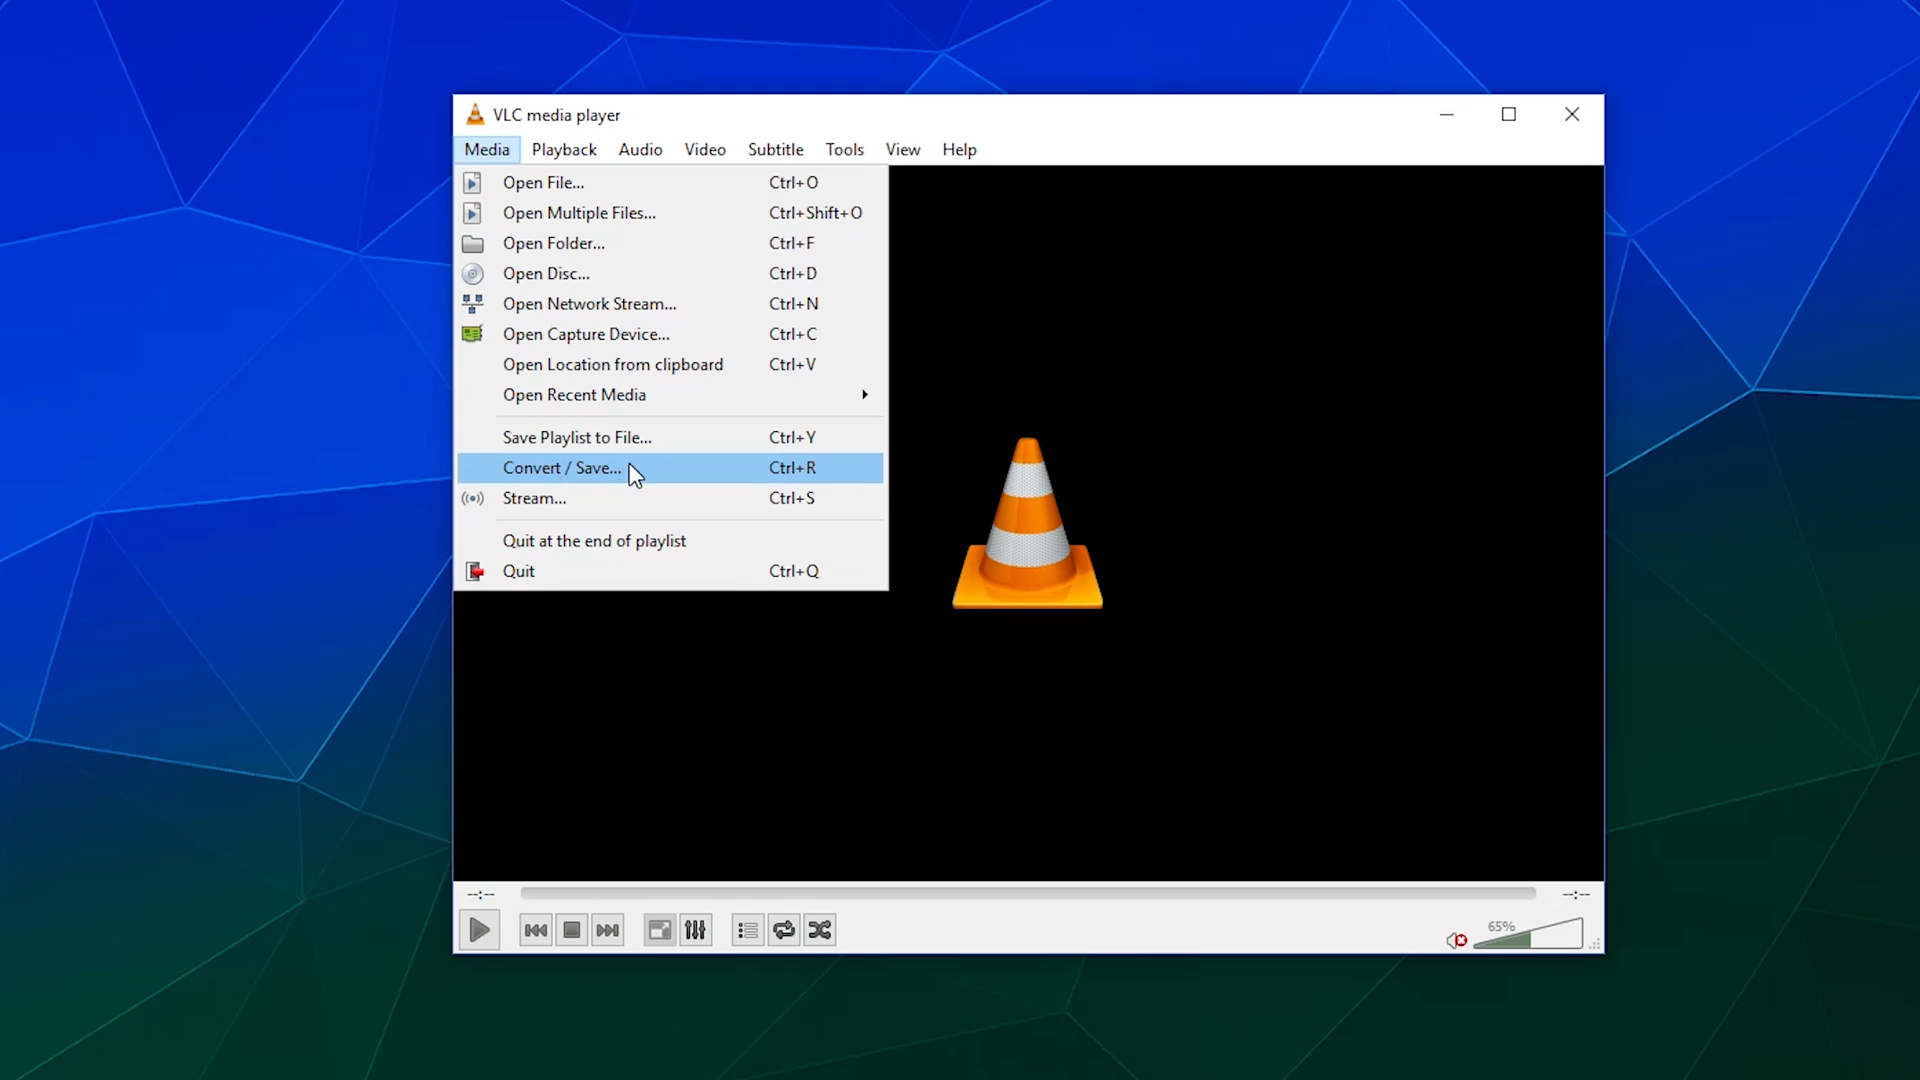 VLC media player
Media Playback Audio Video Subtitle Tools View Help
Open File... Ctrl+O
Open Multiple Files... Ctrl+Shift+O
Open Folder... Ctrl+F
Open Disc... Ctrl+D
Open Network Stream... Ctrl+N
Open Capture Device... Ctrl+C
Open Location from clipboard Ctrl+V
Open Recent Media
Save Playlist to File... Ctrl+Y
Convert / Save... Ctrl+R
Stream... Ctrl+S
Quit at the end of playlist
Quit Ctrl+Q
--:-- --:--
65%